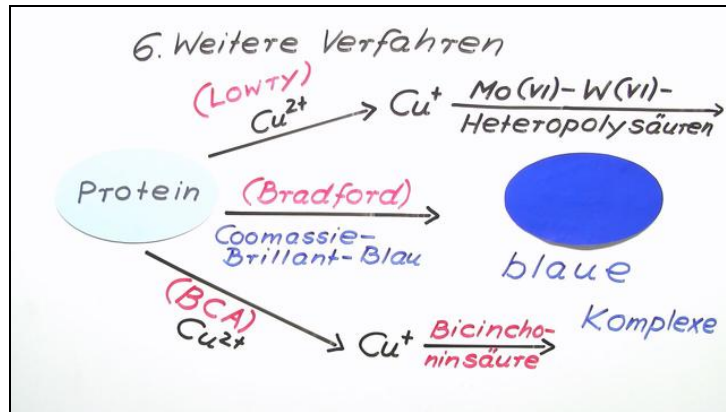 6. Weitere Verfahren
(Lowry)
Cu²⁺
Cu⁺
Mo(VI)-W(VI)-
Heteropolysäuren
Protein
(Bradford)
Coomassie-
Brillant-Blau
blaue
Komplexe
(BCA)
Cu²⁺
Cu⁺
Bicincho-
ninsäure